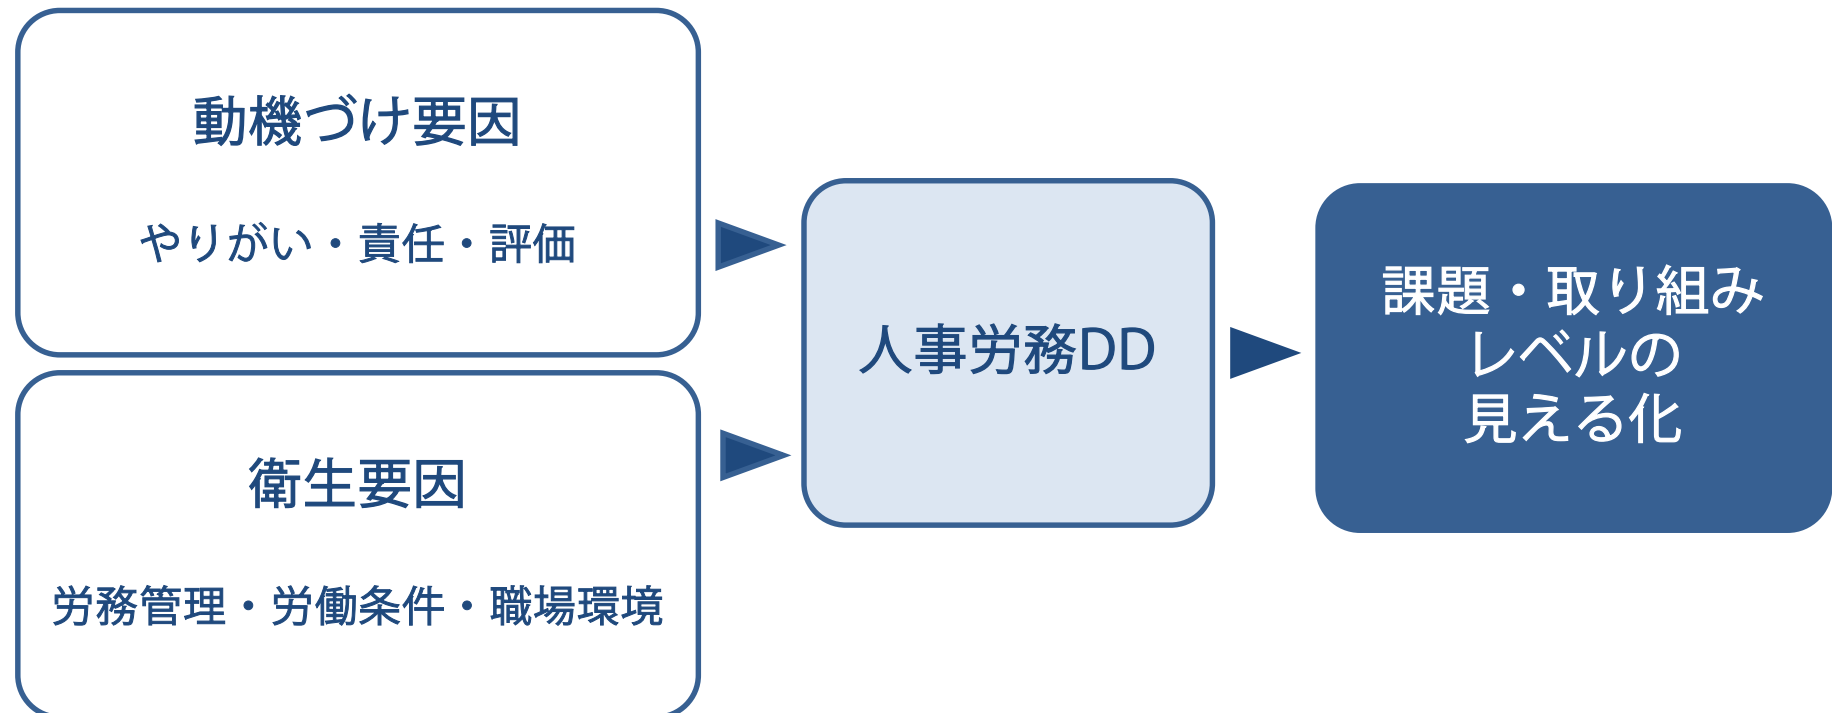 動機づけ要因
やりがい・責任・評価
衛生要因
労務管理・労働条件・職場環境
人事労務DD
課題・取り組み
レベルの
見える化